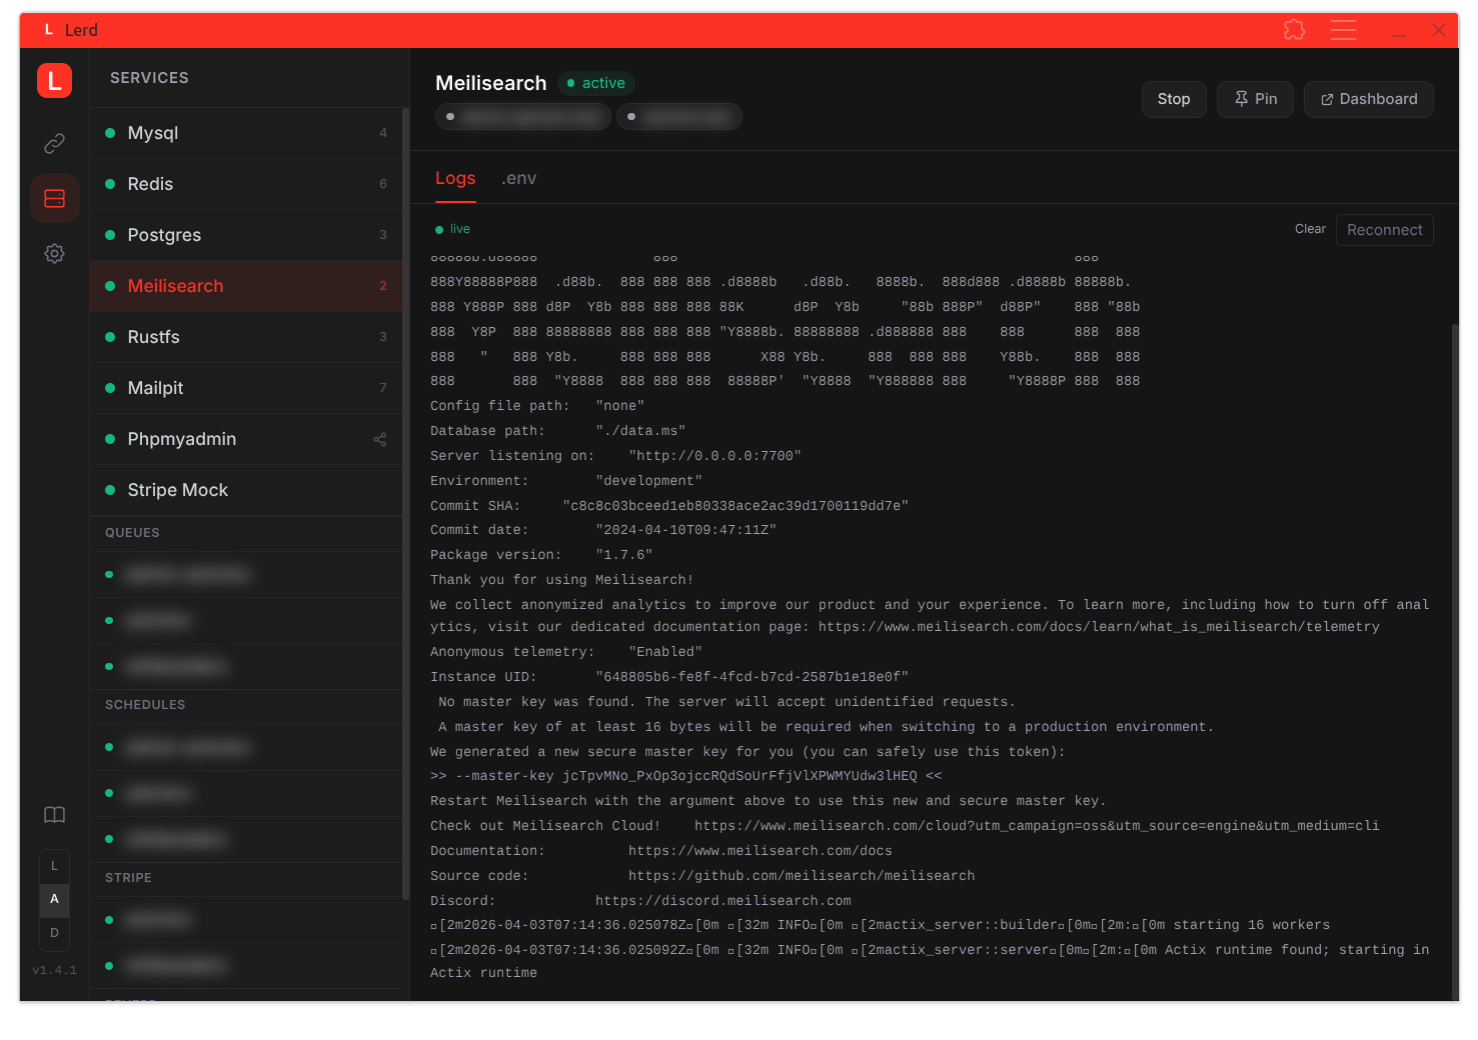 L Lerd
L
SERVICES
Mysql 4
Redis 6
Postgres 3
Meilisearch 2
Rustfs 3
Mailpit 7
Phpmyadmin
Stripe Mock
QUEUES
SCHEDULES
STRIPE
L
A
D
v1.4.1
Meilisearch active
Stop Pin Dashboard
Logs .env
live
Clear Reconnect
88888b.d88888              888                                                888
888Y88888P888  .d88b.  888 888 888 .d8888b   .d88b.   8888b.  888d888 .d8888b 88888b.
888 Y888P 888 d8P  Y8b 888 888 888 88K      d8P  Y8b     "88b 888P"  d88P"    888 "88b
888  Y8P  888 88888888 888 888 888 "Y8888b. 88888888 .d888888 888    888      888  888
888   "   888 Y8b.     888 888 888      X88 Y8b.     888  888 888    Y88b.    888  888
888       888  "Y8888  888 888 888  88888P'  "Y8888  "Y888888 888     "Y8888P 888  888
Config file path:   "none"
Database path:      "./data.ms"
Server listening on:    "http://0.0.0.0:7700"
Environment:        "development"
Commit SHA:     "c8c8c03bceed1eb80338ace2ac39d1700119dd7e"
Commit date:        "2024-04-10T09:47:11Z"
Package version:    "1.7.6"
Thank you for using Meilisearch!
We collect anonymized analytics to improve our product and your experience. To learn more, including how to turn off anal
ytics, visit our dedicated documentation page: https://www.meilisearch.com/docs/learn/what_is_meilisearch/telemetry
Anonymous telemetry:    "Enabled"
Instance UID:       "648805b6-fe8f-4fcd-b7cd-2587b1e18e0f"
No master key was found. The server will accept unidentified requests.
A master key of at least 16 bytes will be required when switching to a production environment.
We generated a new secure master key for you (you can safely use this token):
>> --master-key jcTpvMNo_PxOp3ojccRQdSoUrFfjVlXPWMYUdw3lHEQ <<
Restart Meilisearch with the argument above to use this new and secure master key.
Check out Meilisearch Cloud!    https://www.meilisearch.com/cloud?utm_campaign=oss&utm_source=engine&utm_medium=cli
Documentation:          https://www.meilisearch.com/docs
Source code:            https://github.com/meilisearch/meilisearch
Discord:            https://discord.meilisearch.com
▯[2m2026-04-03T07:14:36.025078Z▯[0m ▯[32m INFO▯[0m ▯[2mactix_server::builder▯[0m▯[2m:▯[0m starting 16 workers
▯[2m2026-04-03T07:14:36.025092Z▯[0m ▯[32m INFO▯[0m ▯[2mactix_server::server▯[0m▯[2m:▯[0m Actix runtime found; starting in
Actix runtime